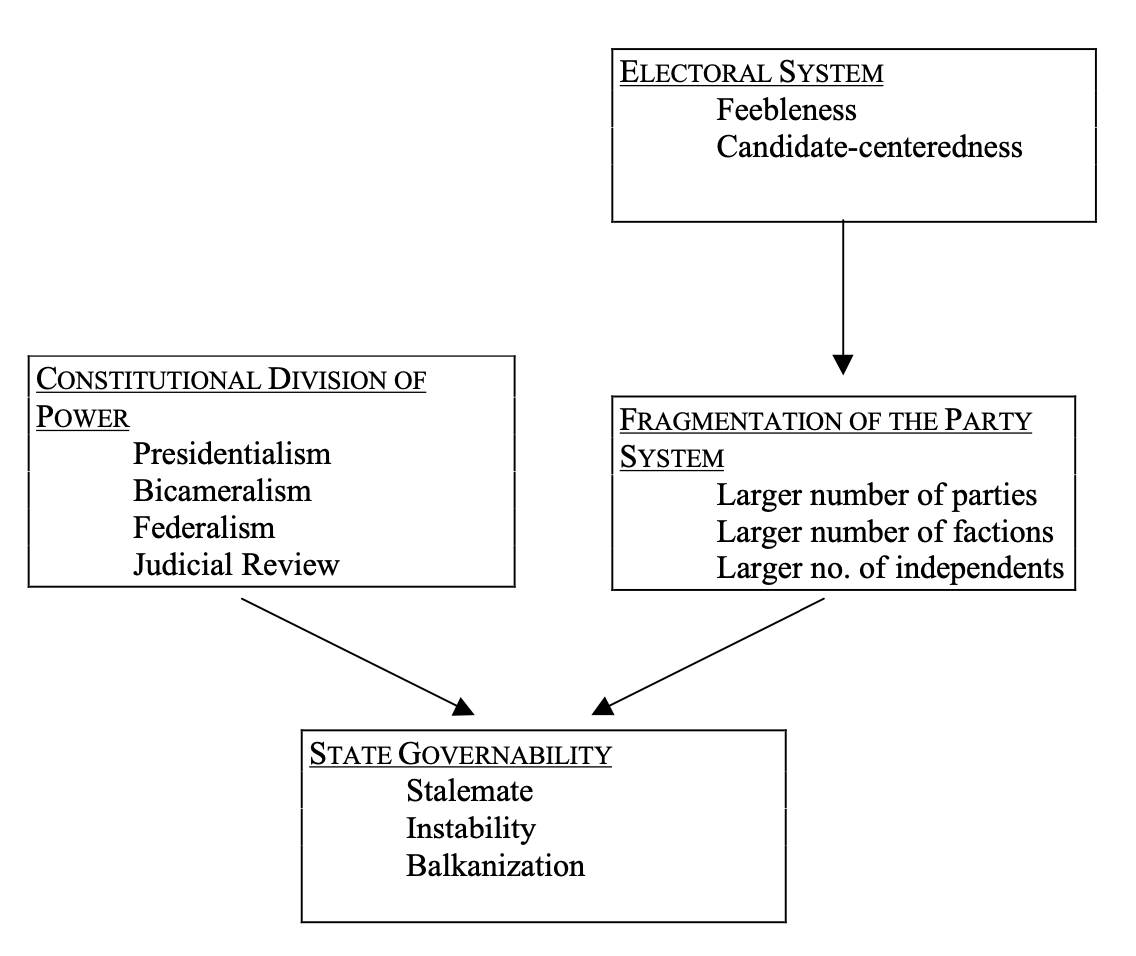 ELECTORAL SYSTEM
Feebleness
Candidate-centeredness
CONSTITUTIONAL DIVISION OF
POWER
Presidentialism
Bicameralism
Federalism
Judicial Review
FRAGMENTATION OF THE PARTY
SYSTEM
Larger number of parties
Larger number of factions
Larger no. of independents
STATE GOVERNABILITY
Stalemate
Instability
Balkanization